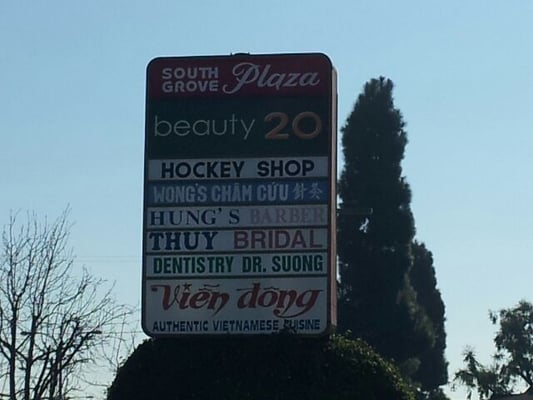 SOUTH GROVE Plaza
beauty 20
HOCKEY SHOP
WONG'S CHÂM CỨU 針灸
HUNG'S BARBER
THUY BRIDAL
DENTISTRY DR. SUONG
Viễn đông
AUTHENTIC VIETNAMESE CUISINE